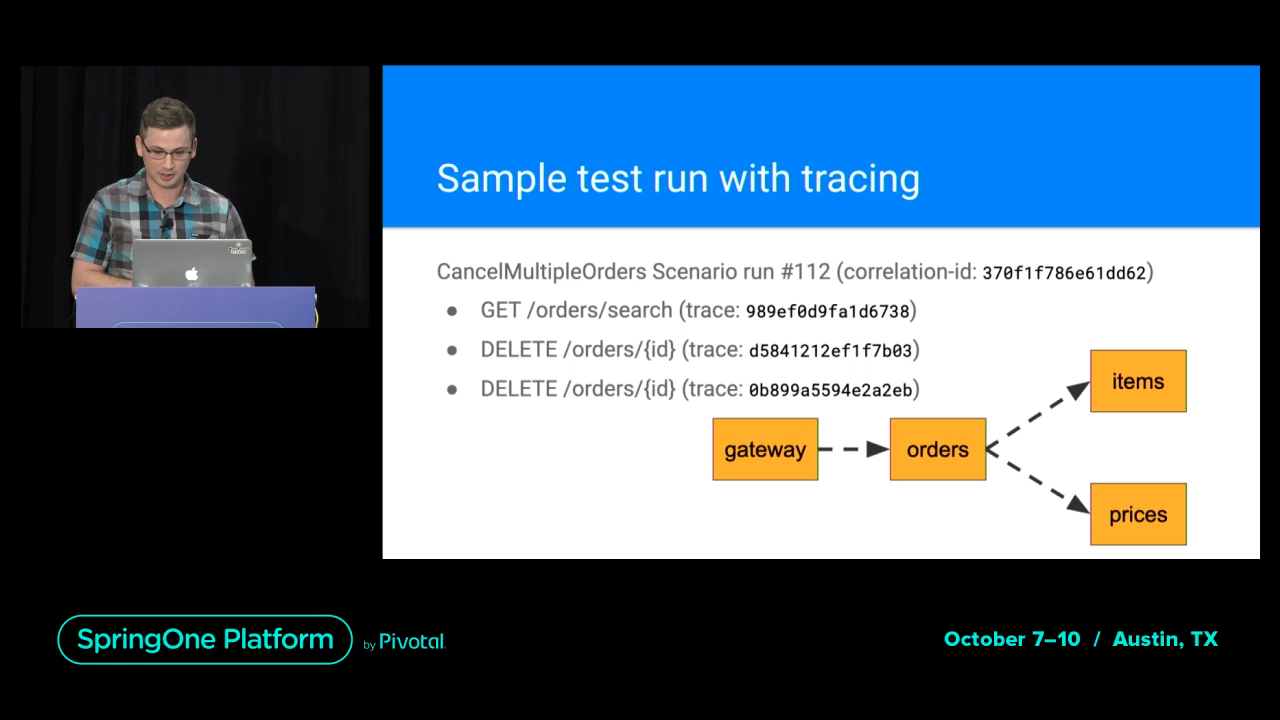 Sample test run with tracing
CancelMultipleOrders Scenario run #112 (correlation-id: 370f1f786e61dd62)
● GET /orders/search (trace: 989ef0d9fa1d6738)
● DELETE /orders/{id} (trace: d5841212ef1f7b03)
● DELETE /orders/{id} (trace: 0b899a5594e2a2eb)
items
gateway
orders
prices
SpringOne Platform
by Pivotal
October 7–10 / Austin, TX